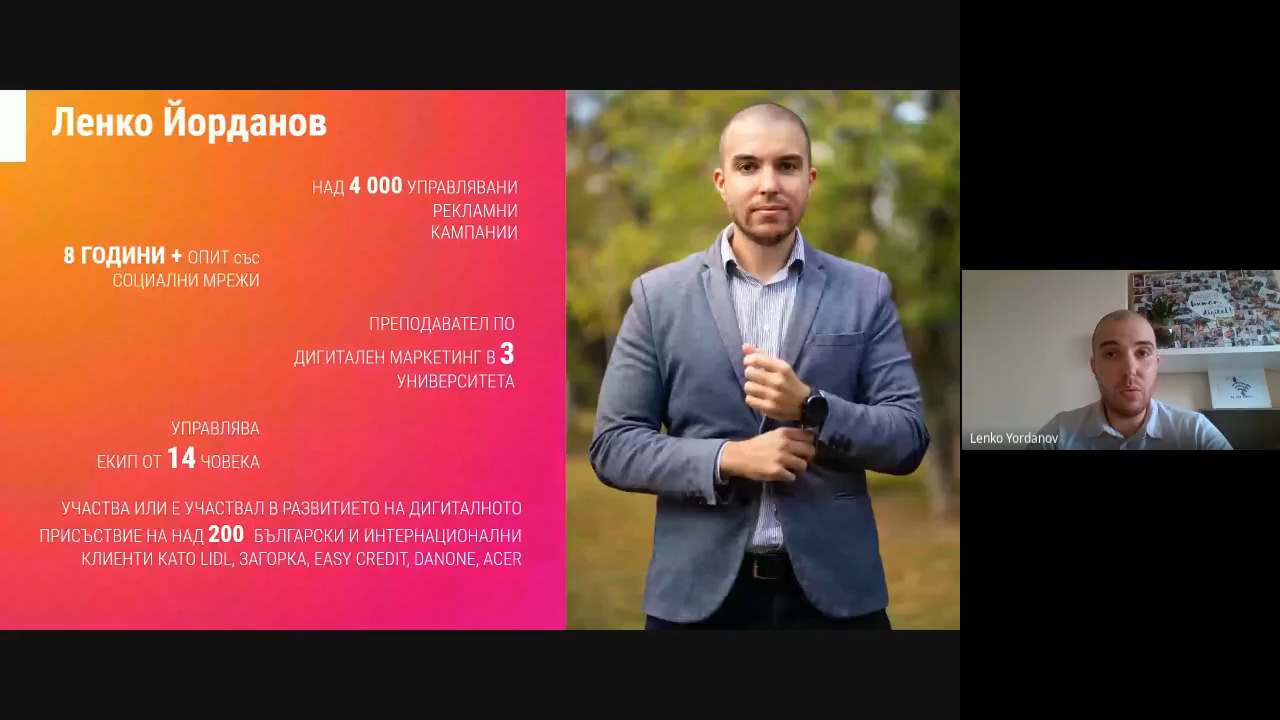 Ленко Йорданов
НАД 4 000 УПРАВЛЯВАНИ
РЕКЛАМНИ
КАМПАНИИ
8 ГОДИНИ + ОПИТ със
СОЦИАЛНИ МРЕЖИ
ПРЕПОДАВАТЕЛ ПО
ДИГИТАЛЕН МАРКЕТИНГ В 3
УНИВЕРСИТЕТА
УПРАВЛЯВА
ЕКИП ОТ 14 ЧОВЕКА
УЧАСТВА ИЛИ Е УЧАСТВАЛ В РАЗВИТИЕТО НА ДИГИТАЛНОТО
ПРИСЪСТВИЕ НА НАД 200 БЪЛГАРСКИ И ИНТЕРНАЦИОНАЛНИ
КЛИЕНТИ КАТО LIDL, ЗАГОРКА, EASY CREDIT, DANONE, ACER
human,
digital!
Lenko Yordanov